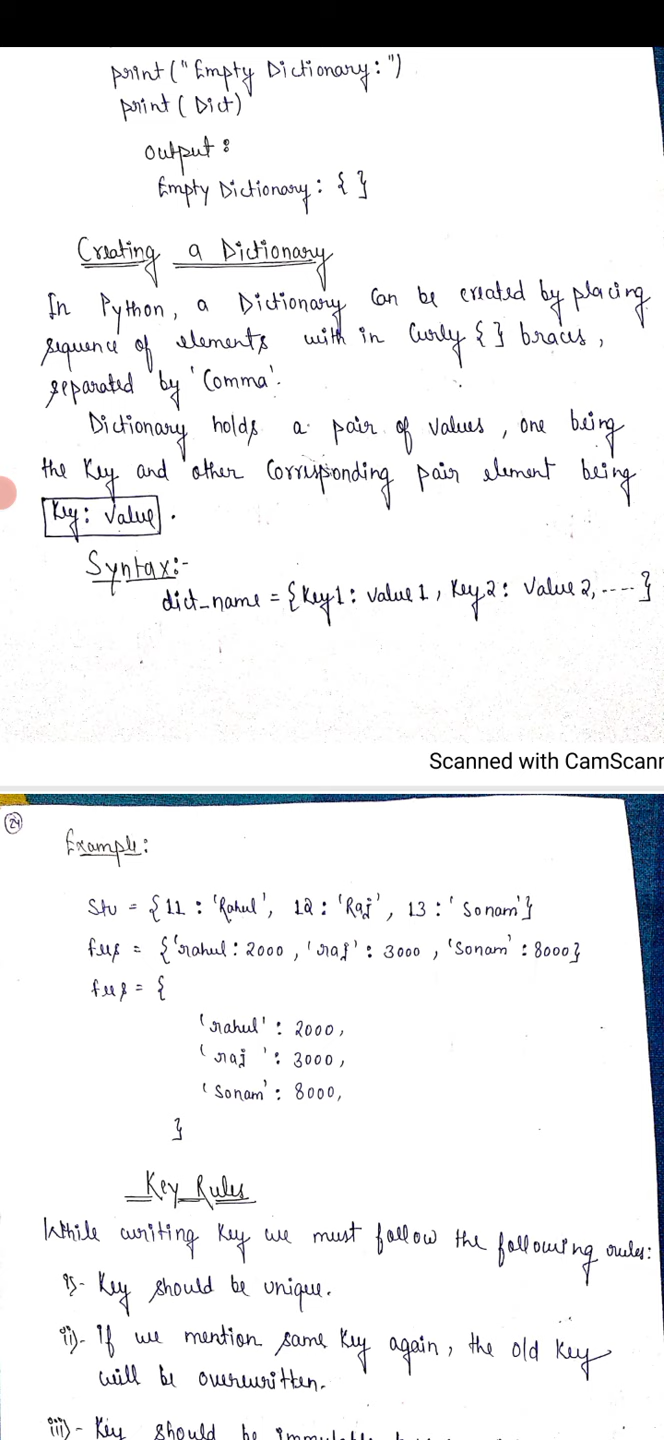 print("Empty Dictionary:")
print(Dict)
output:
Empty Dictionary: { }
Creating a Dictionary
In Python, a Dictionary Can be created by placing
sequence of elements with in Curly { } braces,
separated by 'Comma'.
Dictionary holds a pair of values, one being
the Key and other Corresponding pair element being
Key: Value.
Syntax:-
dict_name = {Key1: value1, Key2: Value2, ----}
Scanned with CamScann
24
Example:
Stu = {11 : 'Rahul', 12 : 'Raj', 13 : 'Sonam'}
fees = {'rahul : 2000, 'raj' : 3000, 'Sonam' : 8000}
fees = {
'rahul' : 2000,
'raj' : 3000,
'Sonam' : 8000,
}
Key Rules
While writing Key we must follow the following rules:
i)- Key should be unique.
ii)- If we mention same Key again, the old Key
will be overwritten.
iii)- Key should be immutable